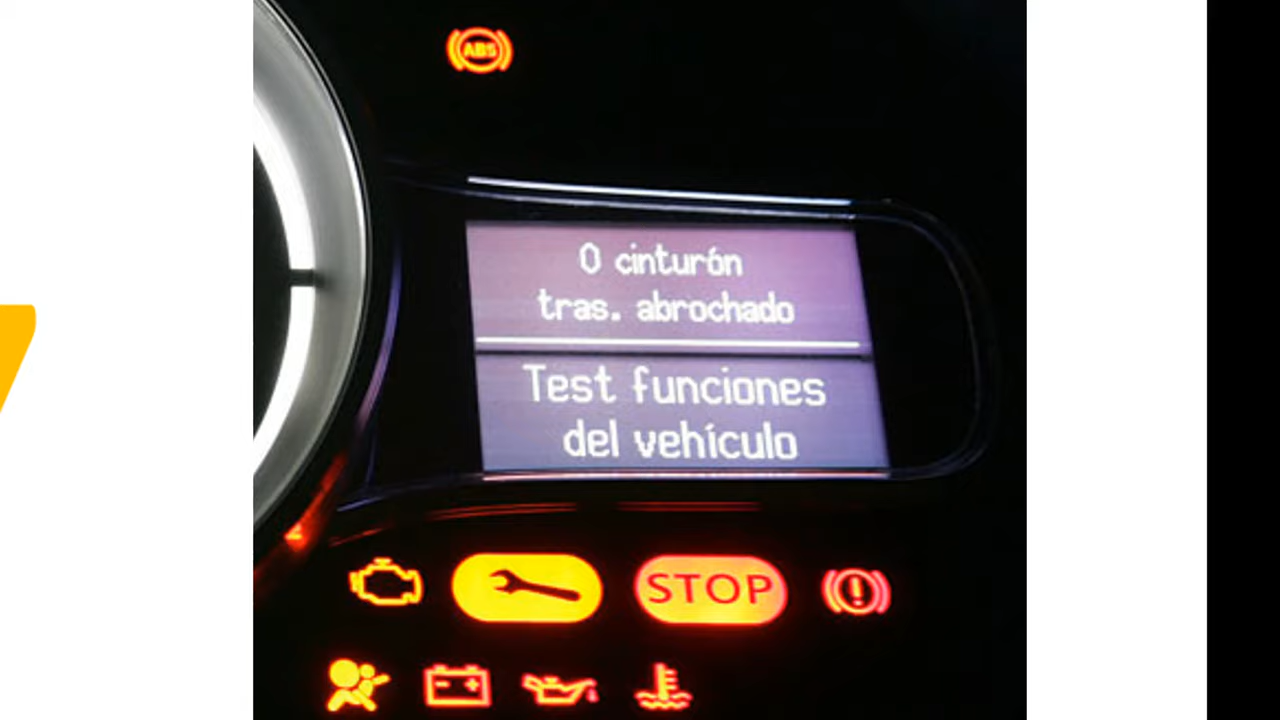 ABS
0 cinturón
tras. abrochado
Test funciones
del vehículo
STOP